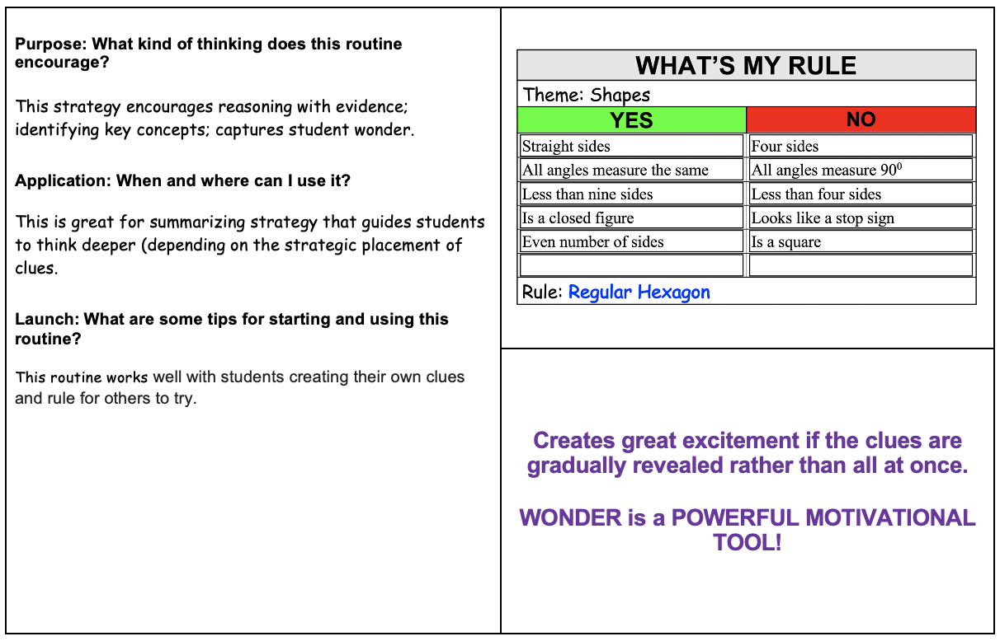 Purpose: What kind of thinking does this routine
encourage?
This strategy encourages reasoning with evidence;
identifying key concepts; captures student wonder.
Application: When and where can I use it?
This is great for summarizing strategy that guides students
to think deeper (depending on the strategic placement of
clues.
Launch: What are some tips for starting and using this
routine?
This routine works well with students creating their own clues
and rule for others to try.
WHAT’S MY RULE
Theme: Shapes
YES NO
Straight sides Four sides
All angles measure the same All angles measure 90⁰
Less than nine sides Less than four sides
Is a closed figure Looks like a stop sign
Even number of sides Is a square
Rule: Regular Hexagon
Creates great excitement if the clues are
gradually revealed rather than all at once.
WONDER is a POWERFUL MOTIVATIONAL
TOOL!